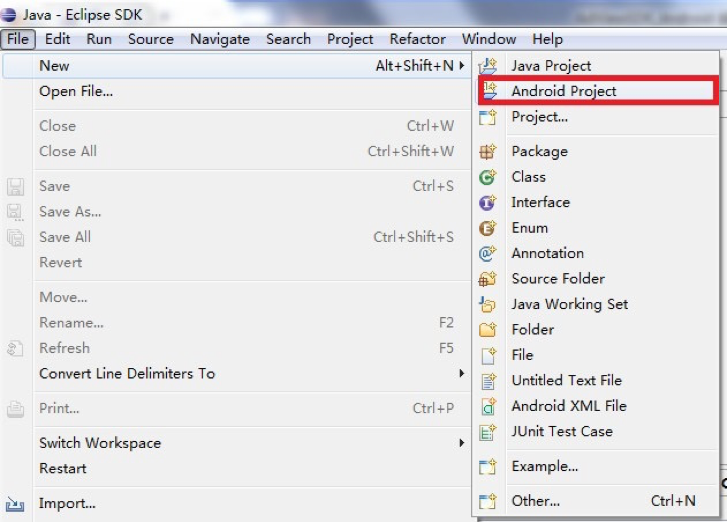 Java - Eclipse SDK
File Edit Run Source Navigate Search Project Refactor Window Help
New Alt+Shift+N
Open File...
Close Ctrl+W
Close All Ctrl+Shift+W
Save Ctrl+S
Save As...
Save All Ctrl+Shift+S
Revert
Move...
Rename... F2
Refresh F5
Convert Line Delimiters To
Print... Ctrl+P
Switch Workspace
Restart
Import...
Java Project
Android Project
Project...
Package
Class
Interface
Enum
Annotation
Source Folder
Java Working Set
Folder
File
Untitled Text File
Android XML File
JUnit Test Case
Example...
Other... Ctrl+N